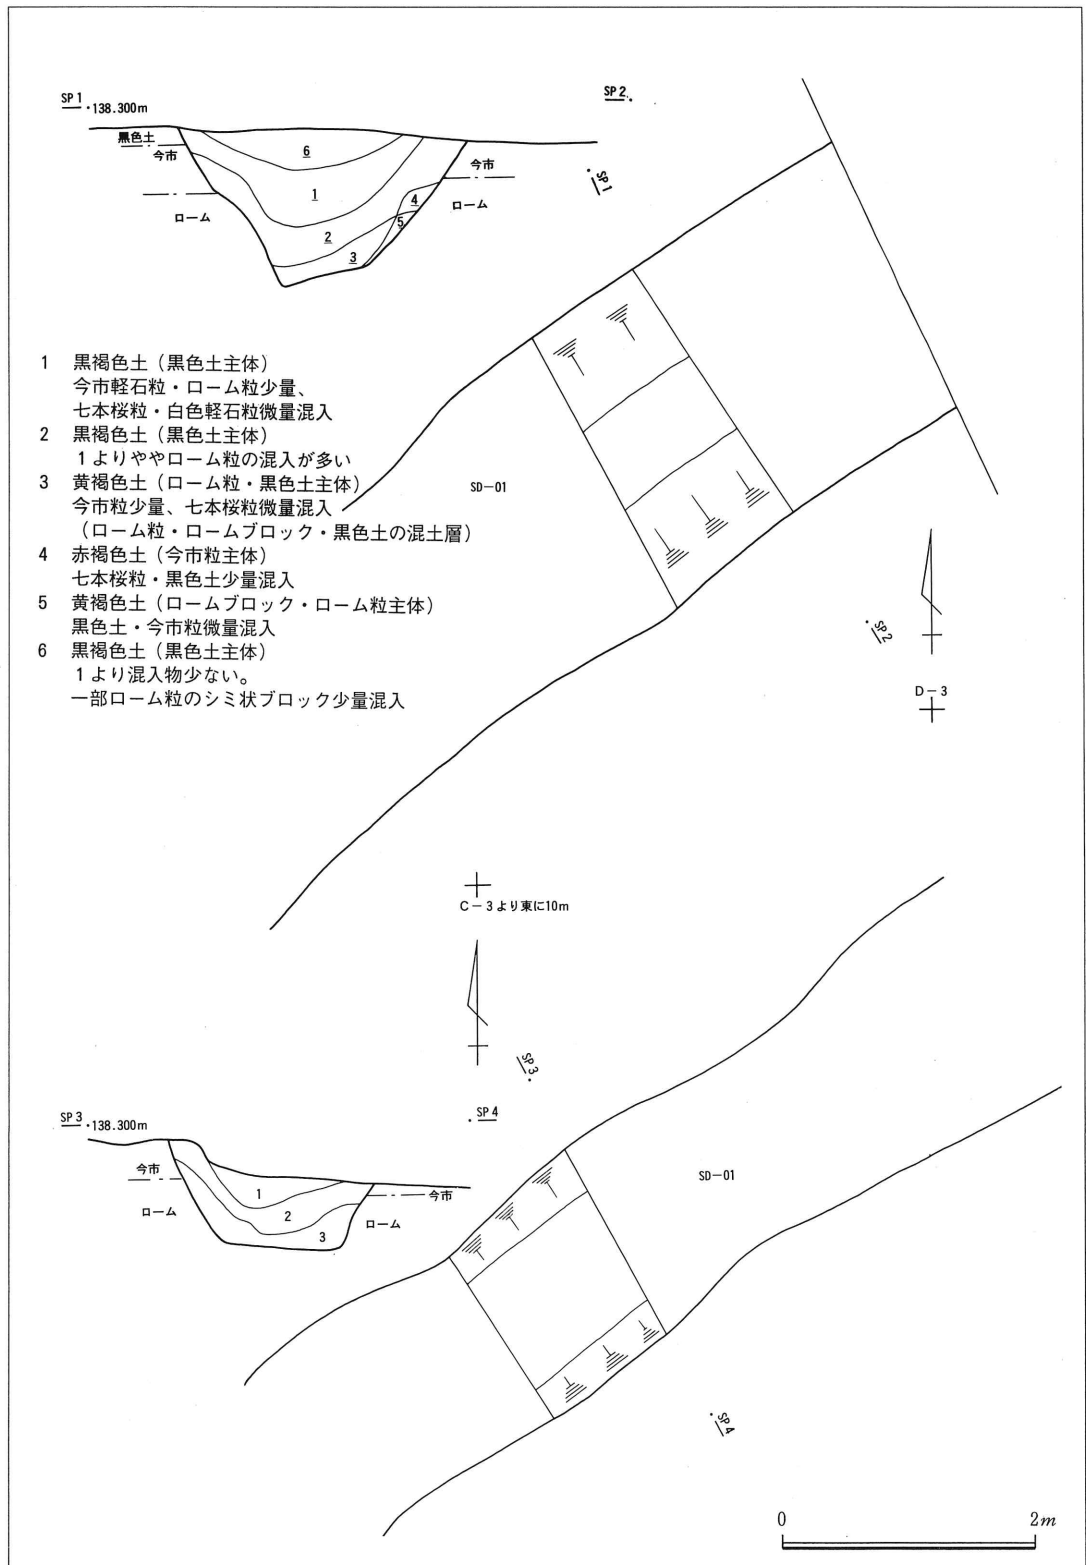 SP1 138.300m
SP2
黒色土
今市
ローム
6
1
2
3
4
5
今市
ローム
SP1
1 黒褐色土（黒色土主体）
今市軽石粒・ローム粒少量、
七本桜粒・白色軽石粒微量混入
2 黒褐色土（黒色土主体）
1よりややローム粒の混入が多い
3 黄褐色土（ローム粒・黒色土主体）
今市粒少量、七本桜粒微量混入
（ローム粒・ロームブロック・黒色土の混土層）
4 赤褐色土（今市粒主体）
七本桜粒・黒色土少量混入
5 黄褐色土（ロームブロック・ローム粒主体）
黒色土・今市粒微量混入
6 黒褐色土（黒色土主体）
1より混入物少ない。
一部ローム粒のシミ状ブロック少量混入
SD-01
SP2
D-3
C-3より東に10m
SP3
SP3 138.300m
SP4
今市
ローム
1
2
3
今市
ローム
SD-01
SP4
0 2m